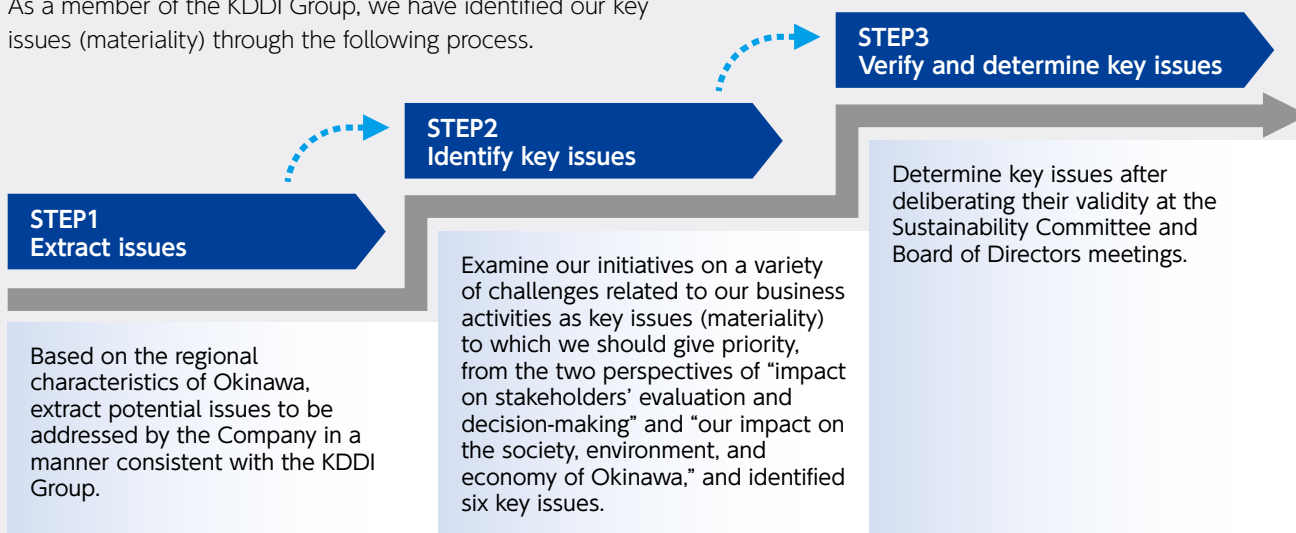 As a member of the KDDI Group, we have identified our key
issues (materiality) through the following process.
STEP1
Extract issues
Based on the regional
characteristics of Okinawa,
extract potential issues to be
addressed by the Company in a
manner consistent with the KDDI
Group.
STEP2
Identify key issues
Examine our initiatives on a variety
of challenges related to our business
activities as key issues (materiality)
to which we should give priority,
from the two perspectives of “impact
on stakeholders’ evaluation and
decision-making” and “our impact on
the society, environment, and
economy of Okinawa,” and identified
six key issues.
STEP3
Verify and determine key issues
Determine key issues after
deliberating their validity at the
Sustainability Committee and
Board of Directors meetings.